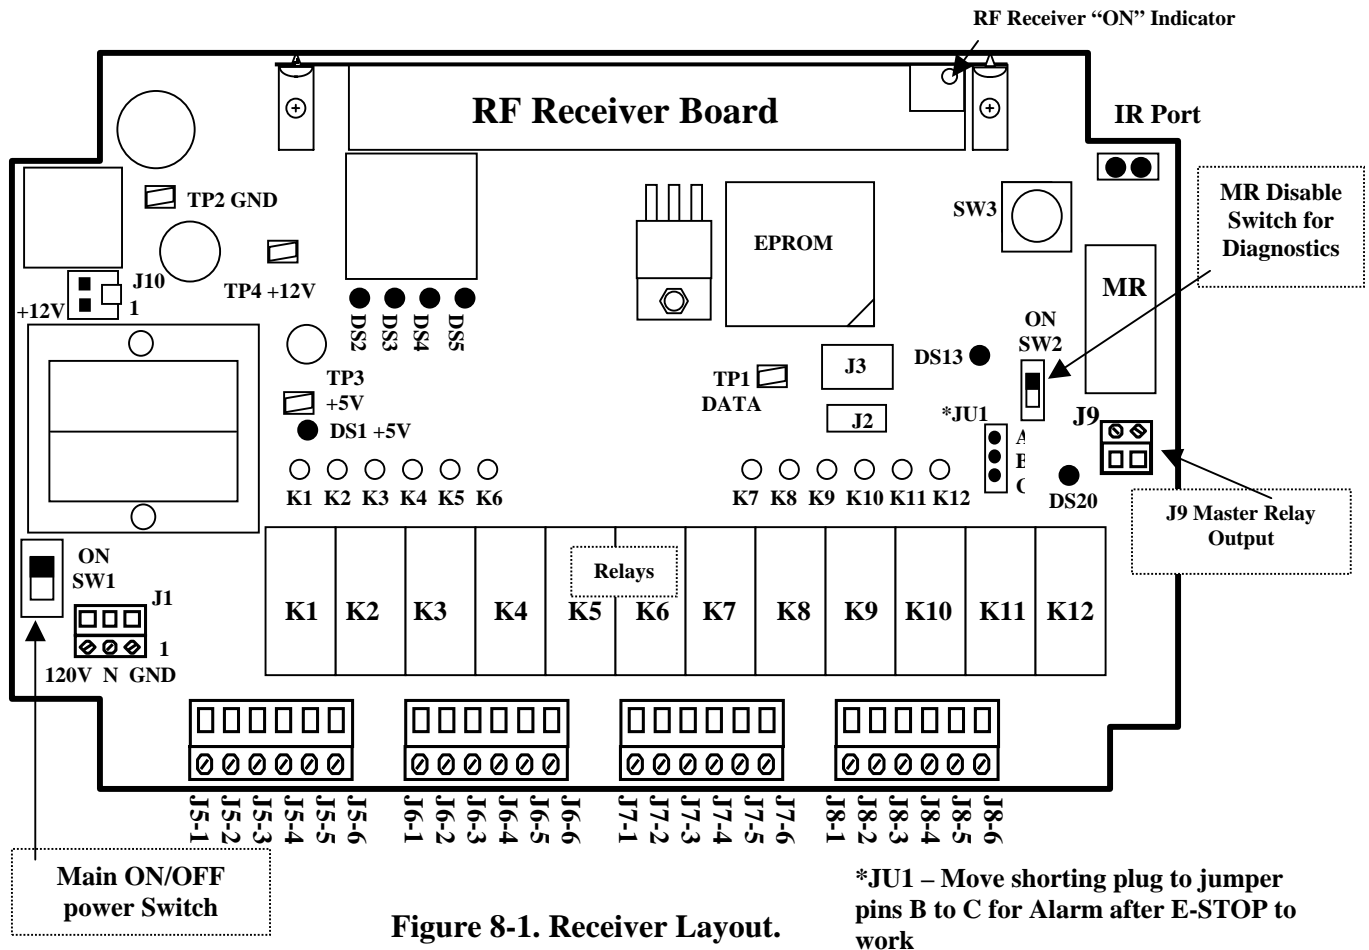 RF Receiver “ON” Indicator
RF Receiver Board
IR Port
MR Disable
Switch for
Diagnostics
TP2 GND
SW3
EPROM
J10
TP4 +12V
+12V
1
MR
DS2
DS3
DS4
DS5
ON
SW2
DS13
TP3
+5V
TP1
DATA
J3
J2
*JU1
J9
DS1 +5V
A
B
C
K1 K2 K3 K4 K5 K6
K7 K8 K9 K10 K11 K12
DS20
J9 Master Relay
Output
ON
SW1
Relays
J1
1
120V N GND
K1 K2 K3 K4 K5 K6 K7 K8 K9 K10 K11 K12
J5-1
J5-2
J5-3
J5-4
J5-5
J5-6
J6-1
J6-2
J6-3
J6-4
J6-5
J6-6
J7-1
J7-2
J7-3
J7-4
J7-5
J7-6
J8-1
J8-2
J8-3
J8-4
J8-5
J8-6
Main ON/OFF
power Switch
Figure 8-1. Receiver Layout.
*JU1 – Move shorting plug to jumper
pins B to C for Alarm after E-STOP to
work